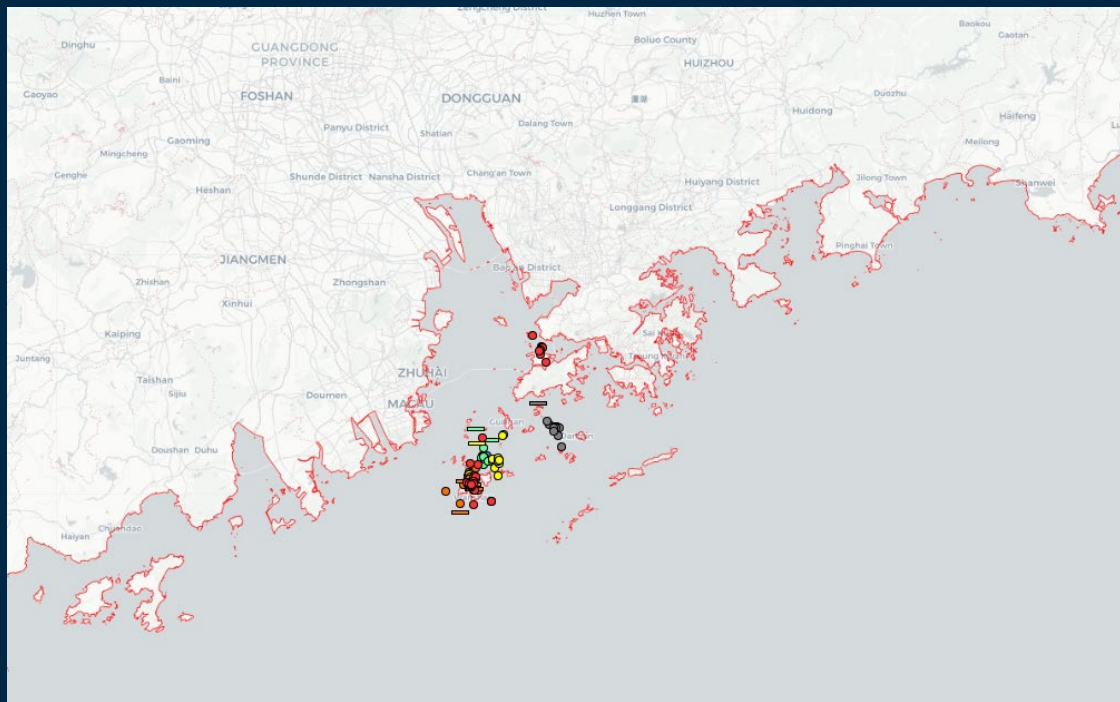 Zengcheng District
Huizhen Town
Baokou
Gaotan
Dinghu
GUANGDONG
PROVINCE
Boluo County
HUIZHOU
Baini
Gaoyao
FOSHAN
DONGGUAN
Duozhu
Huidong
Haifeng
Panyu District
Shatian
Dalang Town
Gaoming
Meilong
Mingcheng
Genghe
Shunde District
Nansha District
Chang'an Town
Jilong Town
Heshan
Huiyang District
Shanwei
Longgang District
Pinghai Town
JIANGMEN
Bao'an District
Zhishan
Zhongshan
Xinhui
Kaiping
Juntang
ZHUHAI
Taishan
Sijiu
Doumen
MACAU
Doushan
Duhu
Chuandao
Haiyan